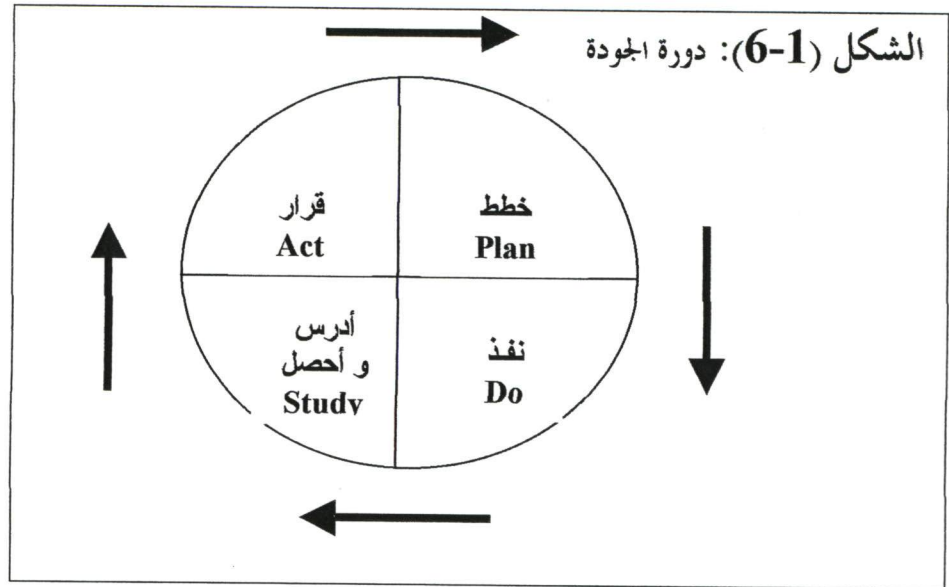 الشكل (1-6): دورة الجودة
قرار
Act
خطط
Plan
أدرس
و أحصل
Study
نفذ
Do